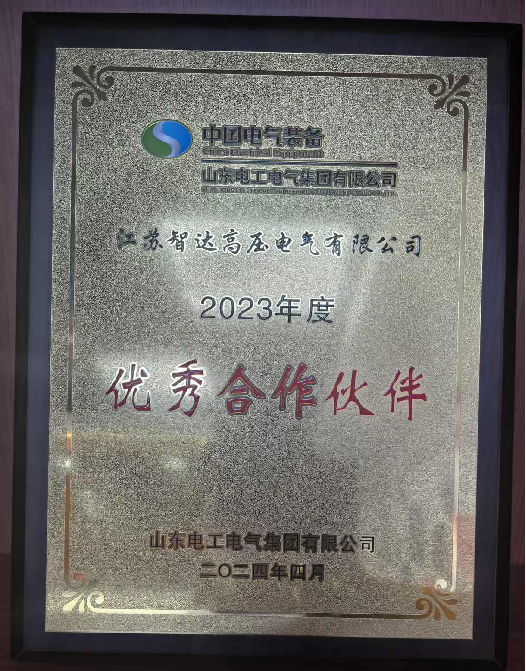 中国电气装备
China Electrical Equipment
山东电工电气集团有限公司
江苏智达高压电气有限公司
2023年度
优秀合作伙伴
山东电工电气集团有限公司
二〇二四年四月